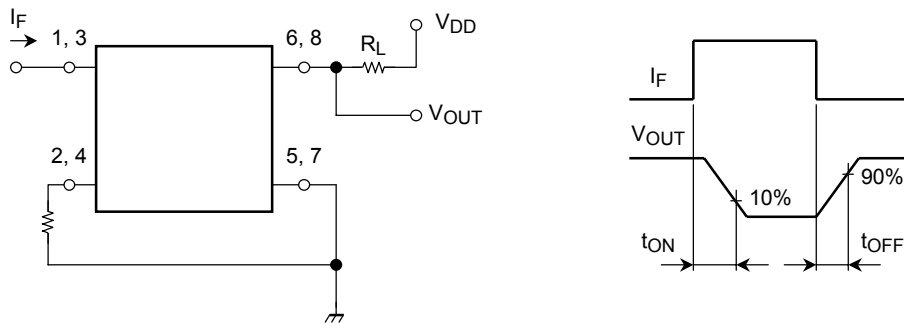 IF
1, 3
6, 8
RL
VDD
VOUT
2, 4
5, 7
IF
VOUT
10%
90%
tON
tOFF